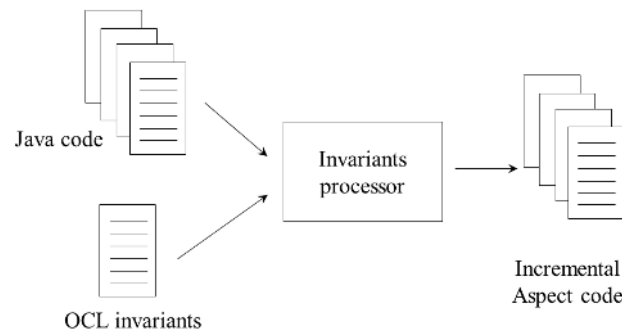 Java code
Invariants
processor
OCL invariants
Incremental
Aspect code